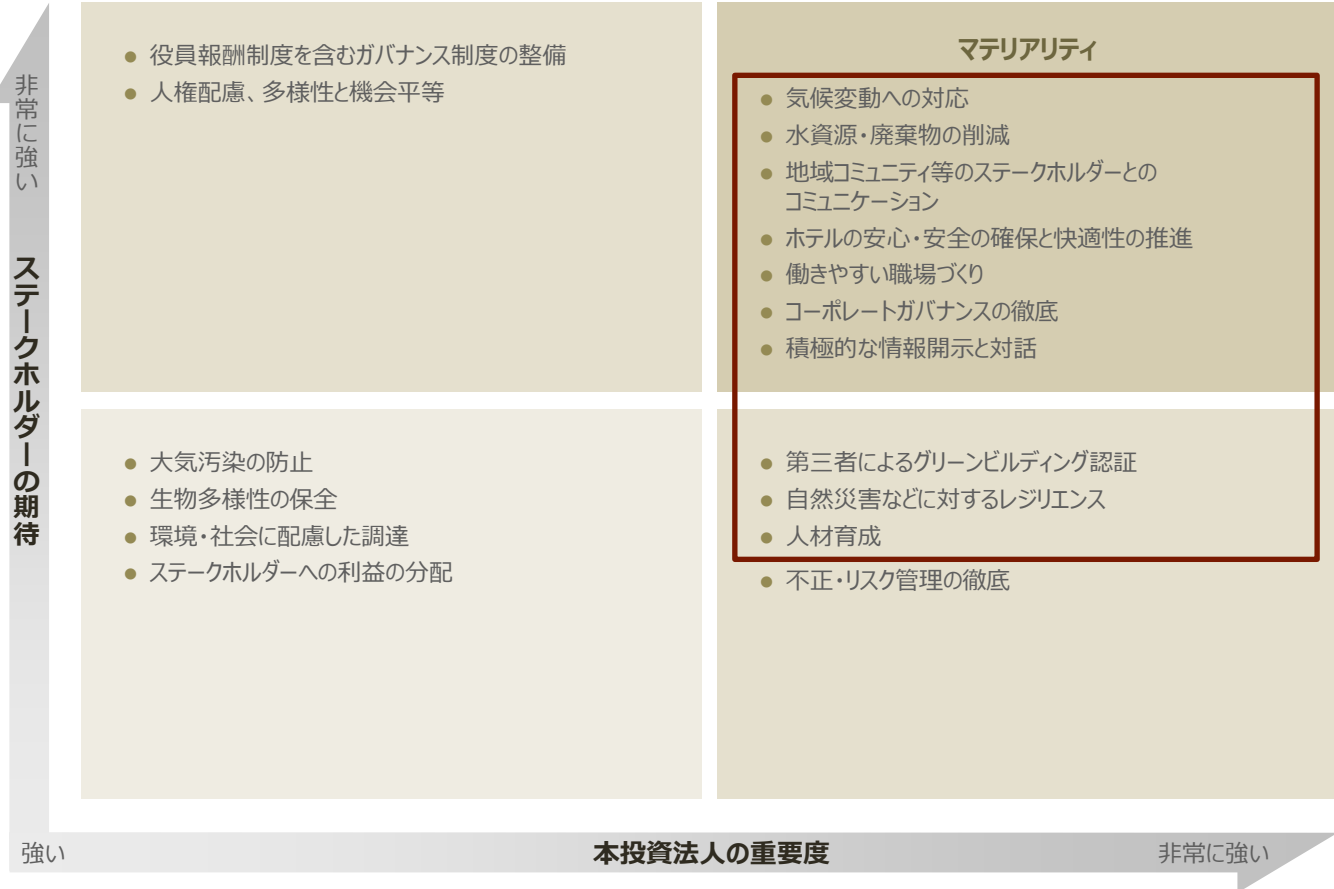 非常に強い
ステークホルダーの期待
● 役員報酬制度を含むガバナンス制度の整備
● 人権配慮、多様性と機会平等
マテリアリティ
● 気候変動への対応
● 水資源・廃棄物の削減
● 地域コミュニティ等のステークホルダーとの
コミュニケーション
● ホテルの安心・安全の確保と快適性の推進
● 働きやすい職場づくり
● コーポレートガバナンスの徹底
● 積極的な情報開示と対話
● 大気汚染の防止
● 生物多様性の保全
● 環境・社会に配慮した調達
● ステークホルダーへの利益の分配
● 第三者によるグリーンビルディング認証
● 自然災害などに対するレジリエンス
● 人材育成
● 不正・リスク管理の徹底
強い
本投資法人の重要度
非常に強い